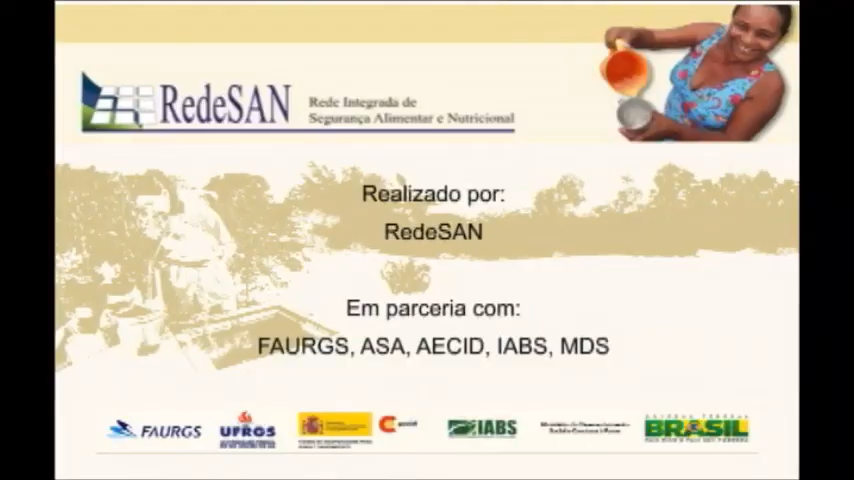 RedeSAN
Rede Integrada de
Segurança Alimentar e Nutricional
Realizado por:
RedeSAN
Em parceria com:
FAURGS, ASA, AECID, IABS, MDS
FAURGS
UFRGS
aecid
IABS
BRASIL